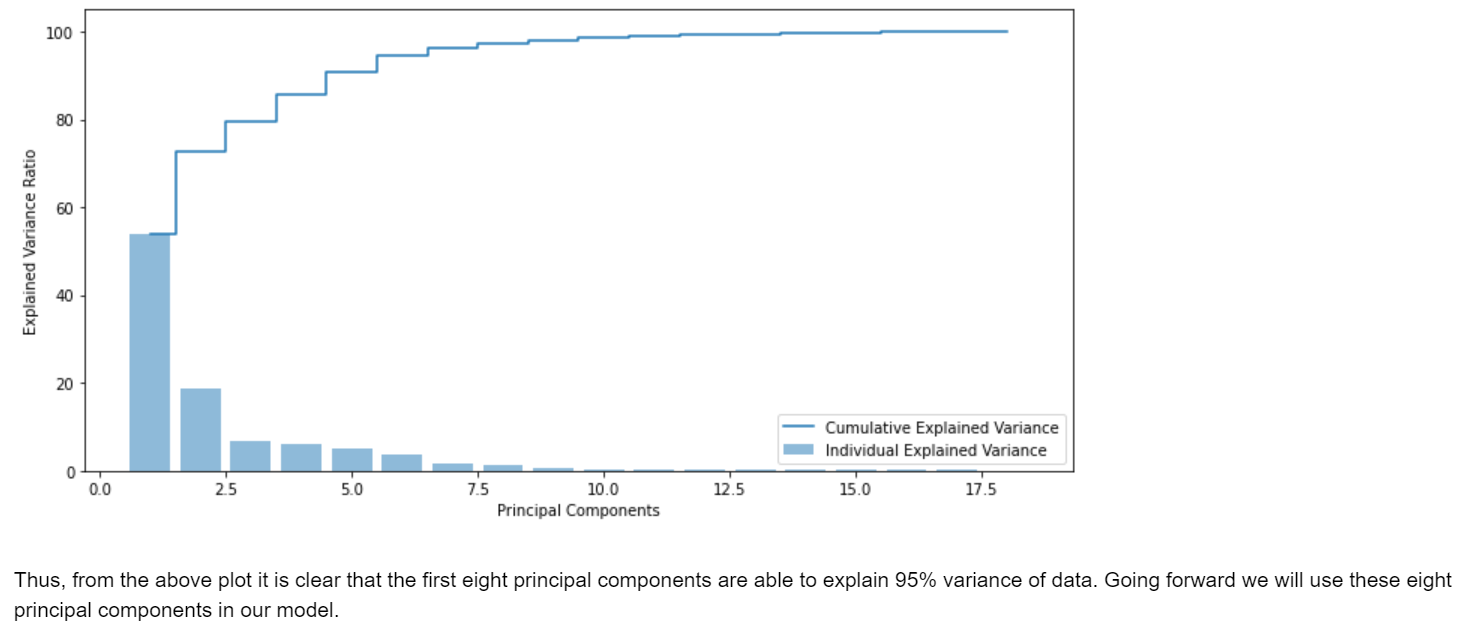 100
80
60
40
20
0
Explained Variance Ratio
0.0 2.5 5.0 7.5 10.0 12.5 15.0 17.5
Principal Components
Cumulative Explained Variance
Individual Explained Variance
Thus, from the above plot it is clear that the first eight principal components are able to explain 95% variance of data. Going forward we will use these eight
principal components in our model.